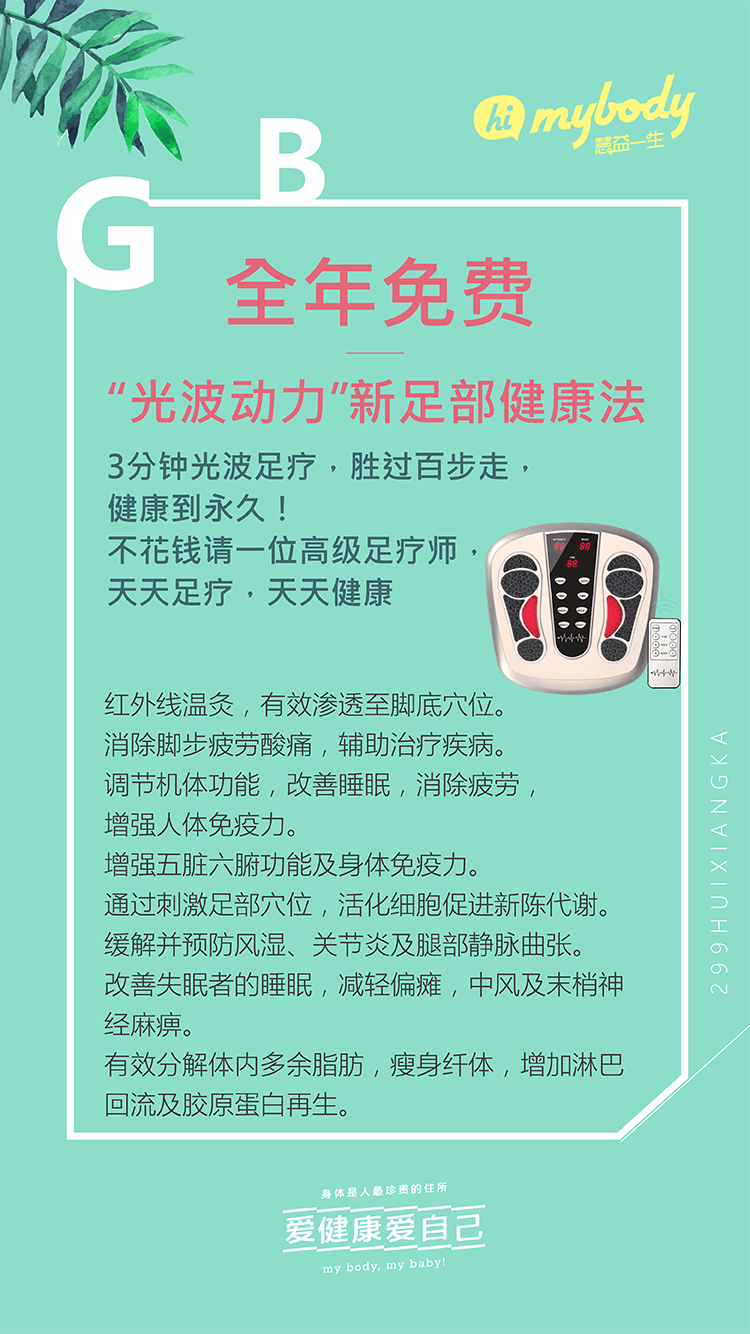 hi mybody
慧益一生
B
G
全年免费
“光波动力”新足部健康法
3分钟光波足疗，胜过百步走，
健康到永久！
不花钱请一位高级足疗师，
天天足疗，天天健康
红外线温灸，有效渗透至脚底穴位。
消除脚步疲劳酸痛，辅助治疗疾病。
调节机体功能，改善睡眠，消除疲劳，
增强人体免疫力。
增强五脏六腑功能及身体免疫力。
通过刺激足部穴位，活化细胞促进新陈代谢。
缓解并预防风湿、关节炎及腿部静脉曲张。
改善失眠者的睡眠，减轻偏瘫，中风及末梢神
经麻痹。
有效分解体内多余脂肪，瘦身纤体，增加淋巴
回流及胶原蛋白再生。
299HUIXIANGKA
身体是人最珍贵的住所
爱健康爱自己
my body, my baby!